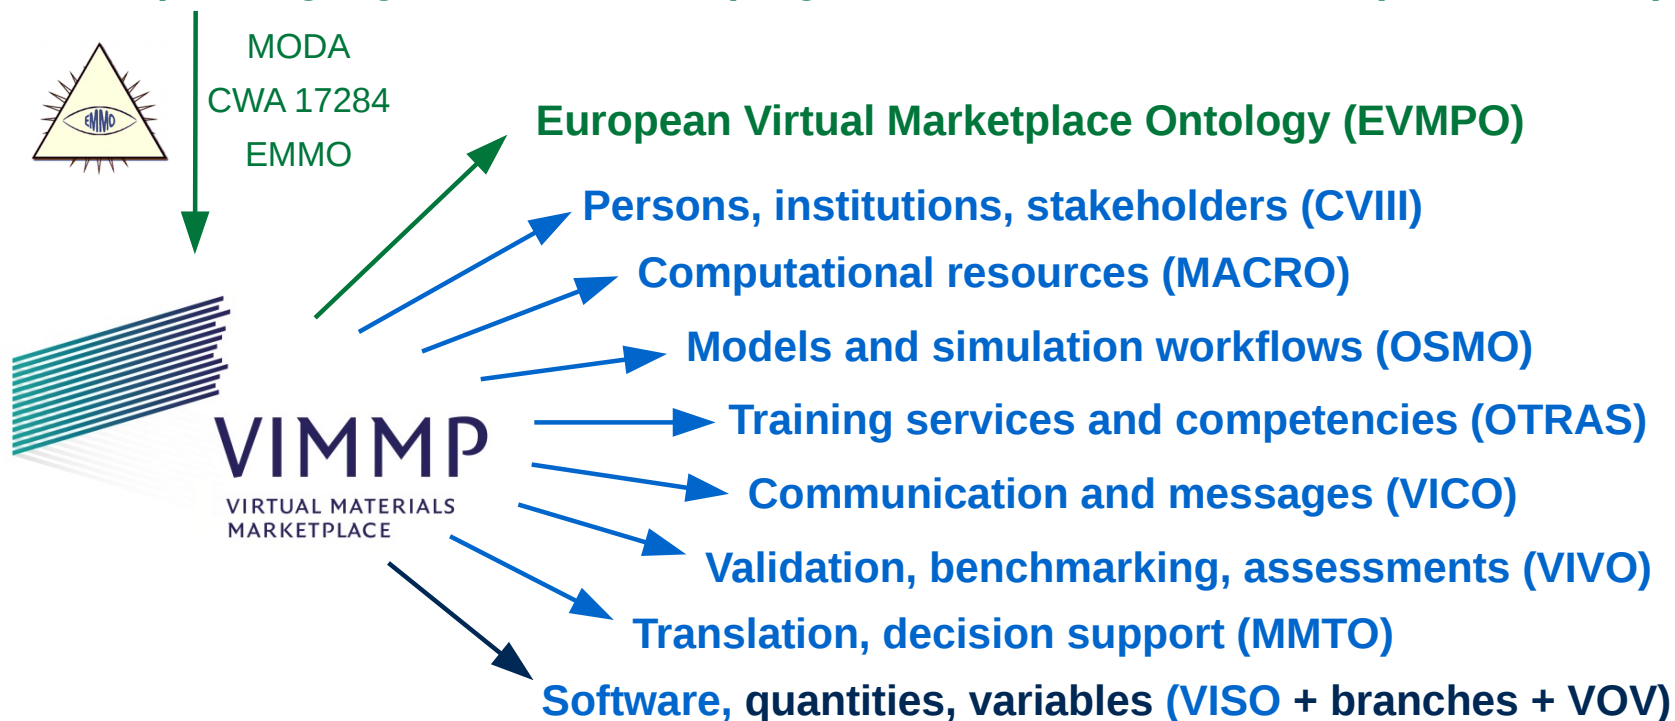 MODA
CWA 17284
EMMO
EMMO
European Virtual Marketplace Ontology (EVMPO)
Persons, institutions, stakeholders (CVIII)
Computational resources (MACRO)
Models and simulation workflows (OSMO)
Training services and competencies (OTRAS)
VIMMP
VIRTUAL MATERIALS
MARKETPLACE
Communication and messages (VICO)
Validation, benchmarking, assessments (VIVO)
Translation, decision support (MMTO)
Software, quantities, variables (VISO + branches + VOV)